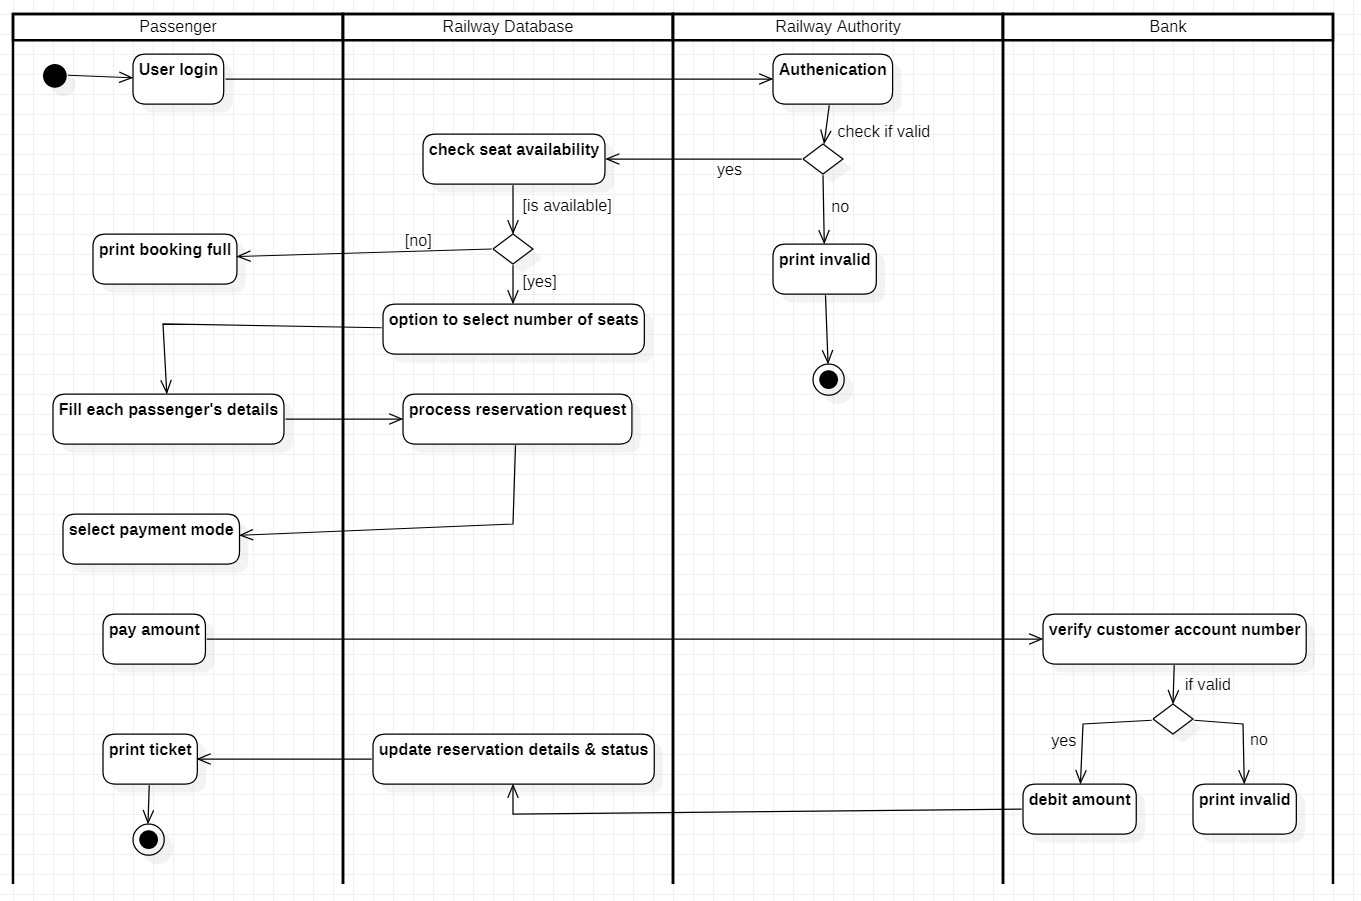 Passenger
Railway Database
Railway Authority
Bank
User login
Authenication
check if valid
check seat availability
yes
[is available]
no
print booking full
[no]
print invalid
[yes]
option to select number of seats
Fill each passenger's details
process reservation request
select payment mode
pay amount
verify customer account number
if valid
yes
no
print ticket
update reservation details & status
debit amount
print invalid